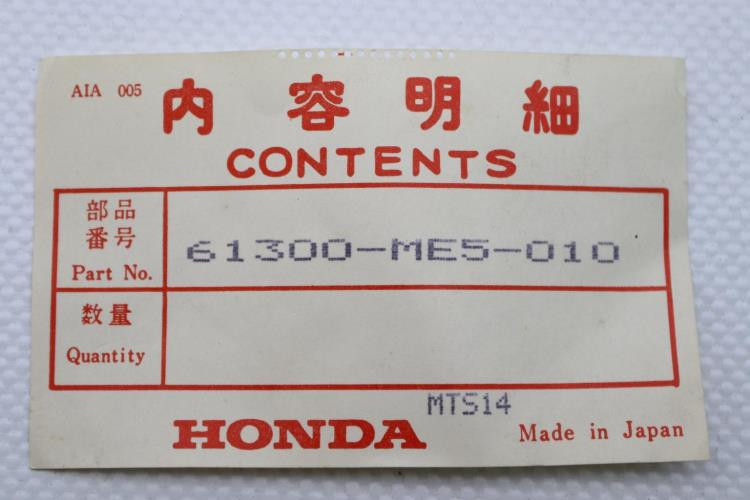 AIA 005
内容明細
CONTENTS
部品
番号
Part No.
61300-ME5-010
数量
Quantity
MTS14
HONDA
Made in Japan